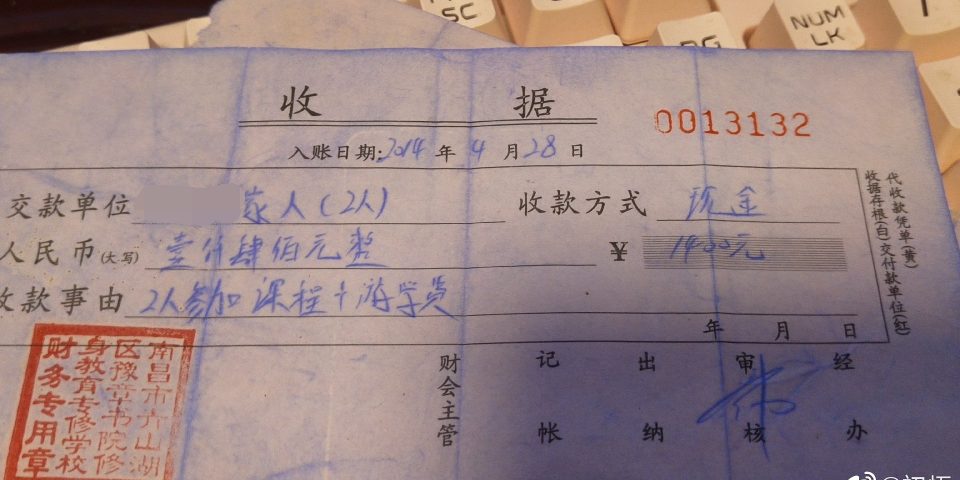 SC
NUM
LK
收 据
0013132
入账日期:2014 年 4 月 28 日
交款单位 家人(2人) 收款方式 现金
人民币(大写) 壹仟肆佰元整 ¥ 1400元
收款事由 2人参加课程+游学费
年 月 日
代收款凭单(黄)
收据存根(白)交付款单位(红)
财会主管 记帐 出纳 审核 经办
南昌市青山湖
区豫章书院修
身教育专修学校
财务专用章